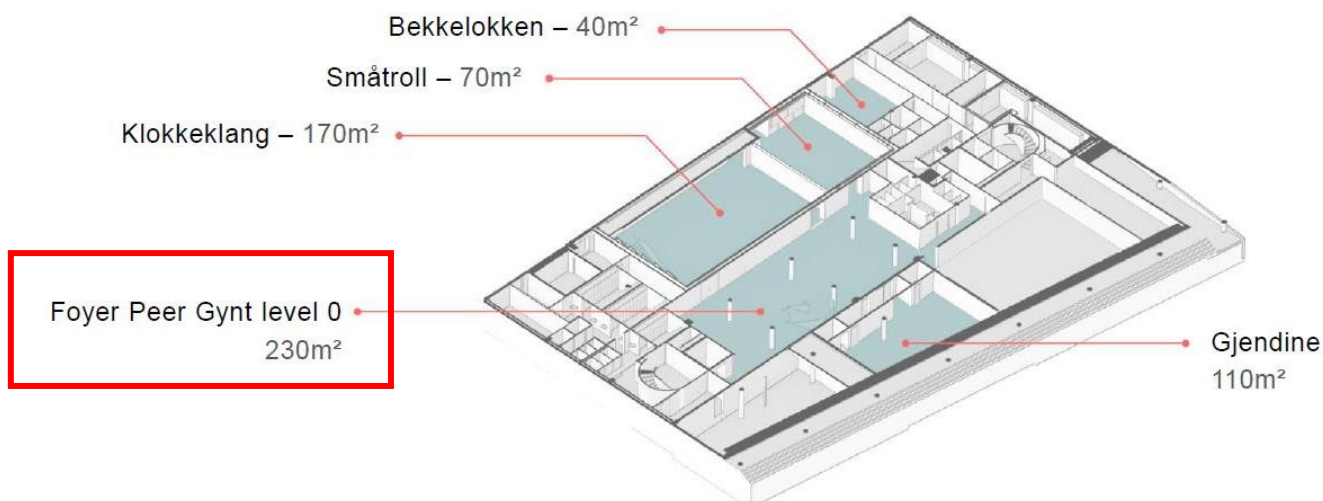 Bekkelokken – 40m²
Småtroll – 70m²
Klokkeklang – 170m²
Foyer Peer Gynt level 0
230m²
Gjendine
110m²